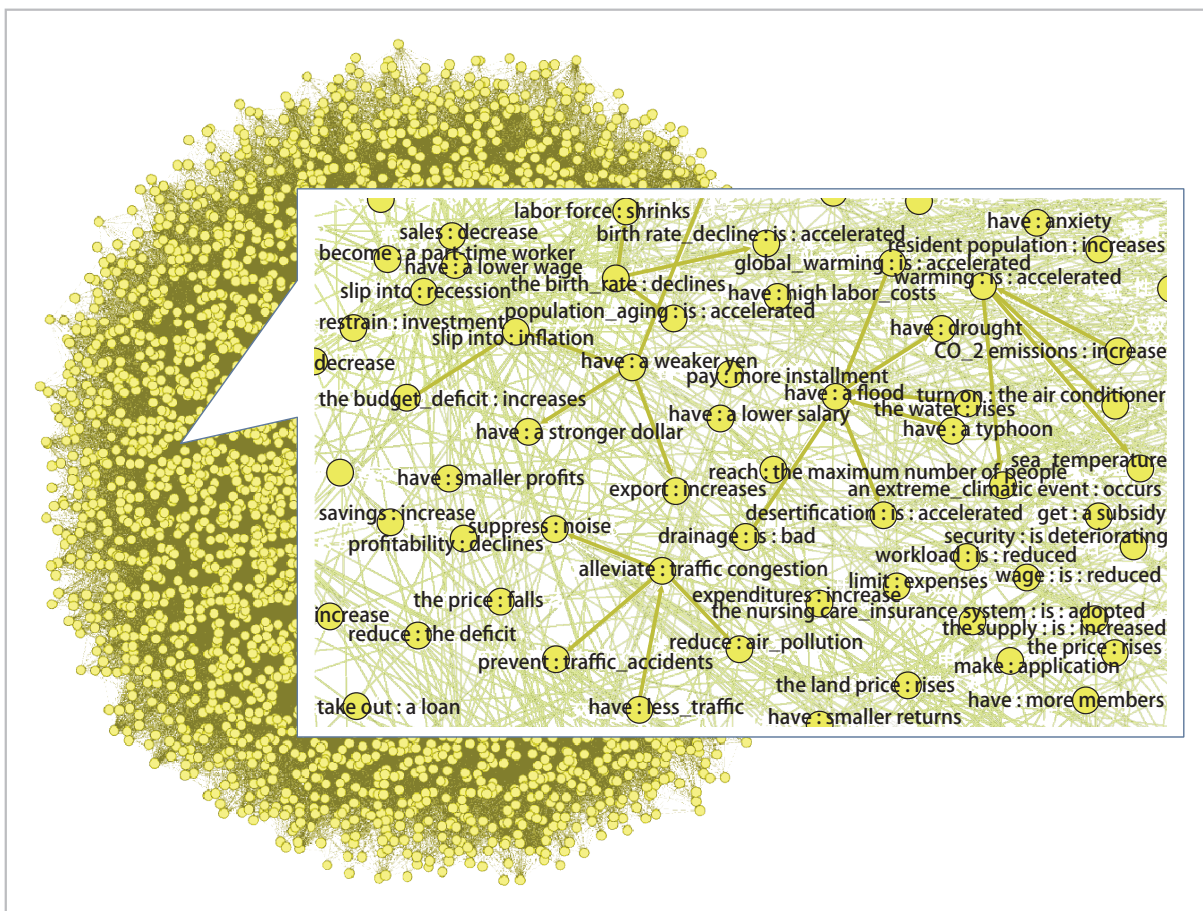 labor force : shrinks
have : anxiety
sales : decrease
birth rate_decline : is : accelerated
resident population : increases
become : a part-time worker
global_warming : is : accelerated
have : a lower wage
warming : is : accelerated
slip into : recession
the birth_rate : declines
have : high labor_costs
population_aging : is : accelerated
restrain : investment
have : drought
slip into : inflation
CO_2 emissions : increase
decrease
have : a weaker yen
pay : more installment
the budget_deficit : increases
have : a flood
turn on : the air conditioner
have : a lower salary
the water : rises
have : a stronger dollar
have : a typhoon
sea_temperature
reach : the maximum number of people
have : smaller profits
export : increases
an extreme_climatic event : occurs
savings : increase
suppress : noise
desertification : is : accelerated
get : a subsidy
profitability : declines
drainage : is : bad
security : is deteriorating
workload : is : reduced
alleviate : traffic congestion
limit : expenses
wage : is : reduced
the price : falls
expenditures : increase
increase
the nursing care_insurance system : is : adopted
reduce : the deficit
the supply : is : increased
reduce : air_pollution
the price : rises
prevent : traffic_accidents
make : application
the land price : rises
take out : a loan
have : less_traffic
have : more members
have : smaller returns